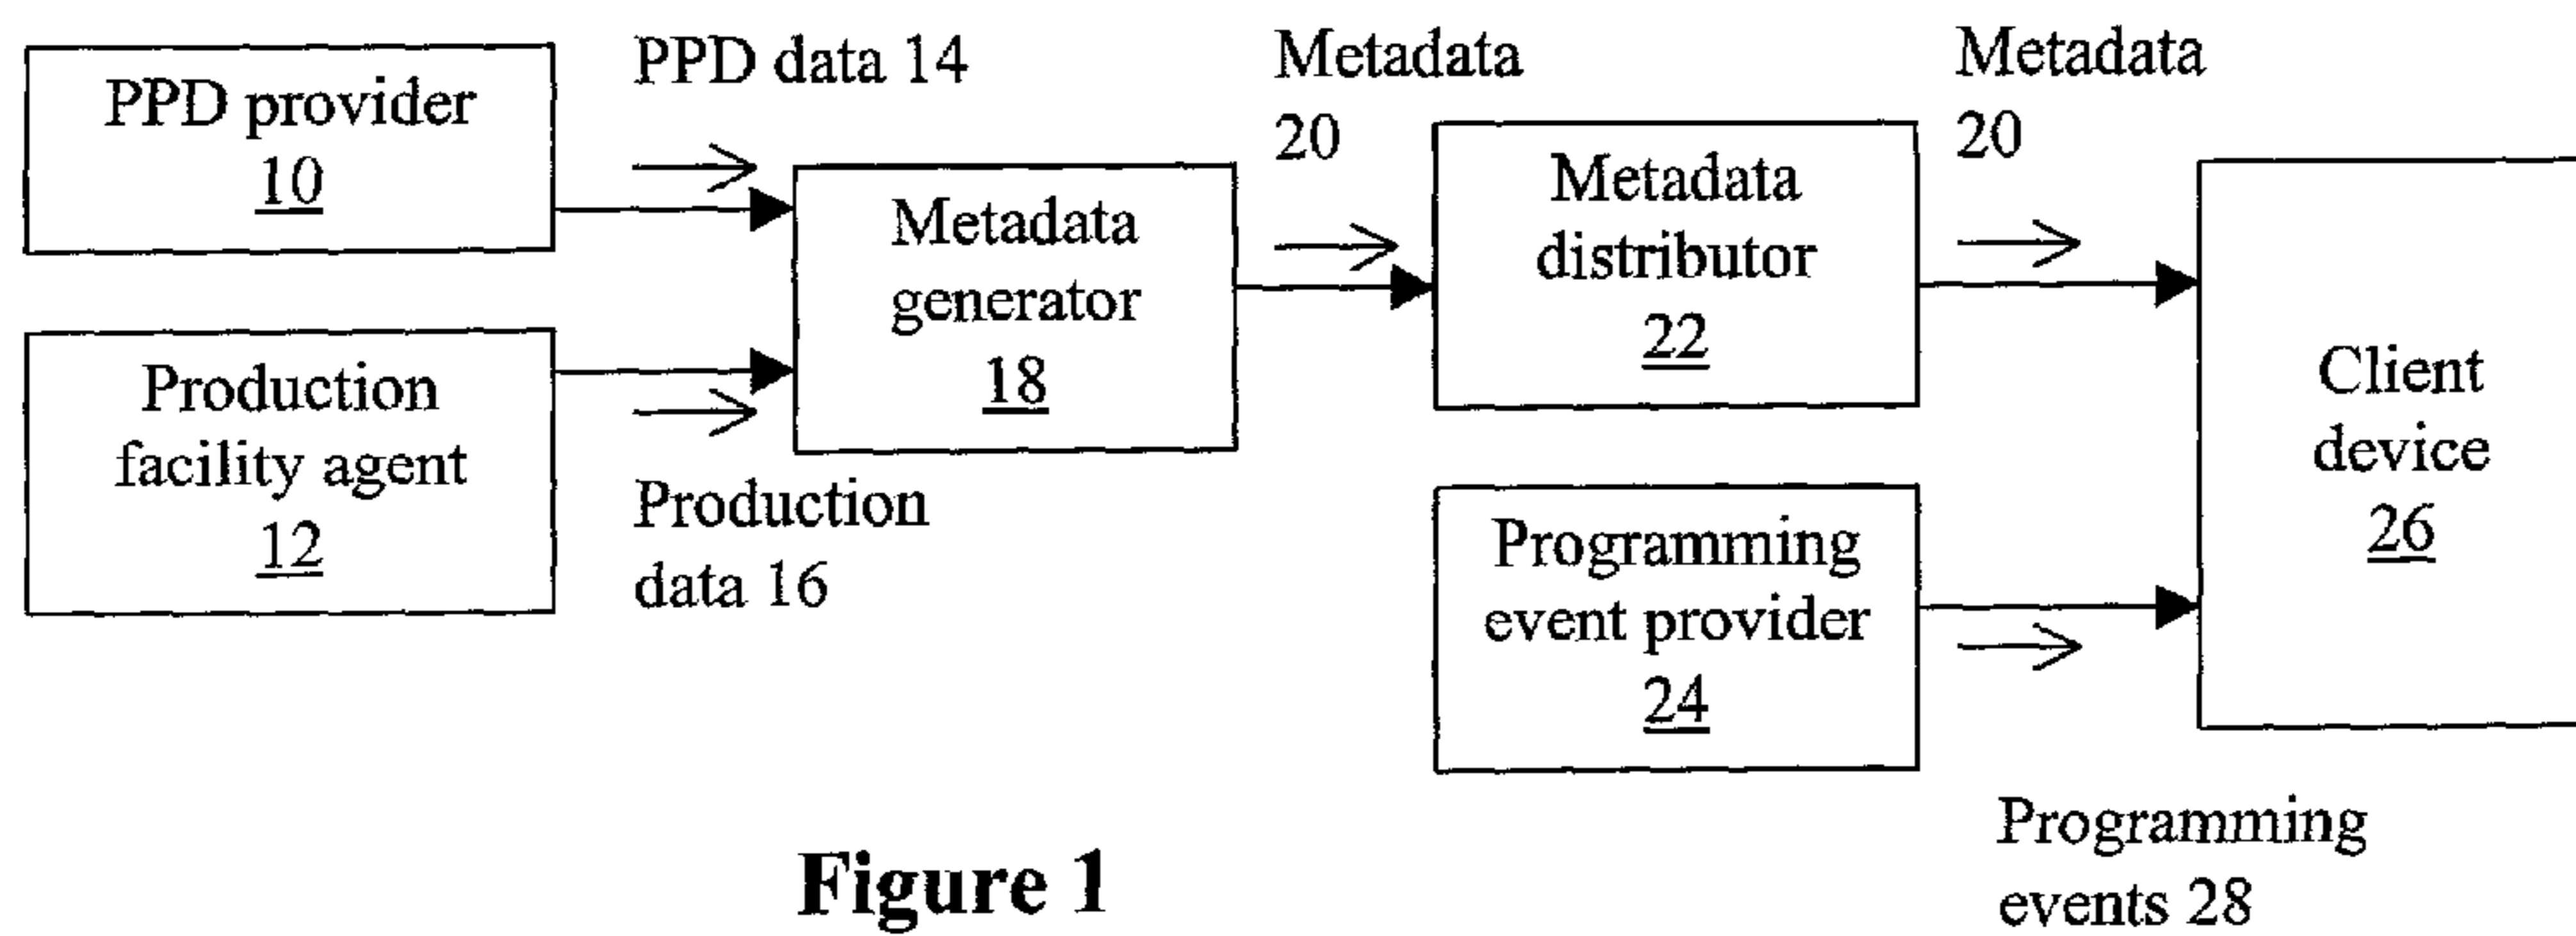 PPD provider
10
PPD data 14
Production
facility agent
12
Production
data 16
Metadata
generator
18
Metadata
20
Metadata
distributor
22
Programming
event provider
24
Metadata
20
Programming
events 28
Client
device
26
Figure 1